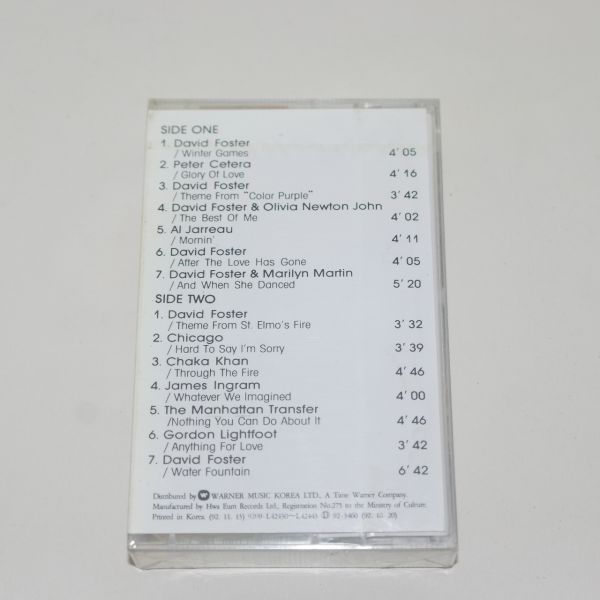 SIDE ONE
1. David Foster
/ Winter Games 4' 05
2. Peter Cetera
/ Glory Of Love 4' 16
3. David Foster
/ Theme From "Color Purple" 3' 42
4. David Foster & Olivia Newton John
/ The Best Of Me 4' 02
5. Al Jarreau
/ Mornin' 4' 11
6. David Foster
/ After The Love Has Gone 4' 05
7. David Foster & Marilyn Martin
/ And When She Danced 5' 20
SIDE TWO
1. David Foster
/ Theme From St. Elmo's Fire 3' 32
2. Chicago
/ Hard To Say I'm Sorry 3' 39
3. Chaka Khan
/ Through The Fire 4' 46
4. James Ingram
/ Whatever We Imagined 4' 00
5. The Manhattan Transfer
/Nothing You Can Do About It 4' 46
6. Gordon Lightfoot
/ Anything For Love 3' 42
7. David Foster
/ Water Fountain 6' 42
Distributed by WARNER MUSIC KOREA LTD., A Time Warner Company.
Manufactured by Hwa Eum Records Ltd., Registration No.275 to the Ministry of Culture.
Printed in Korea. (92. 11. 15)